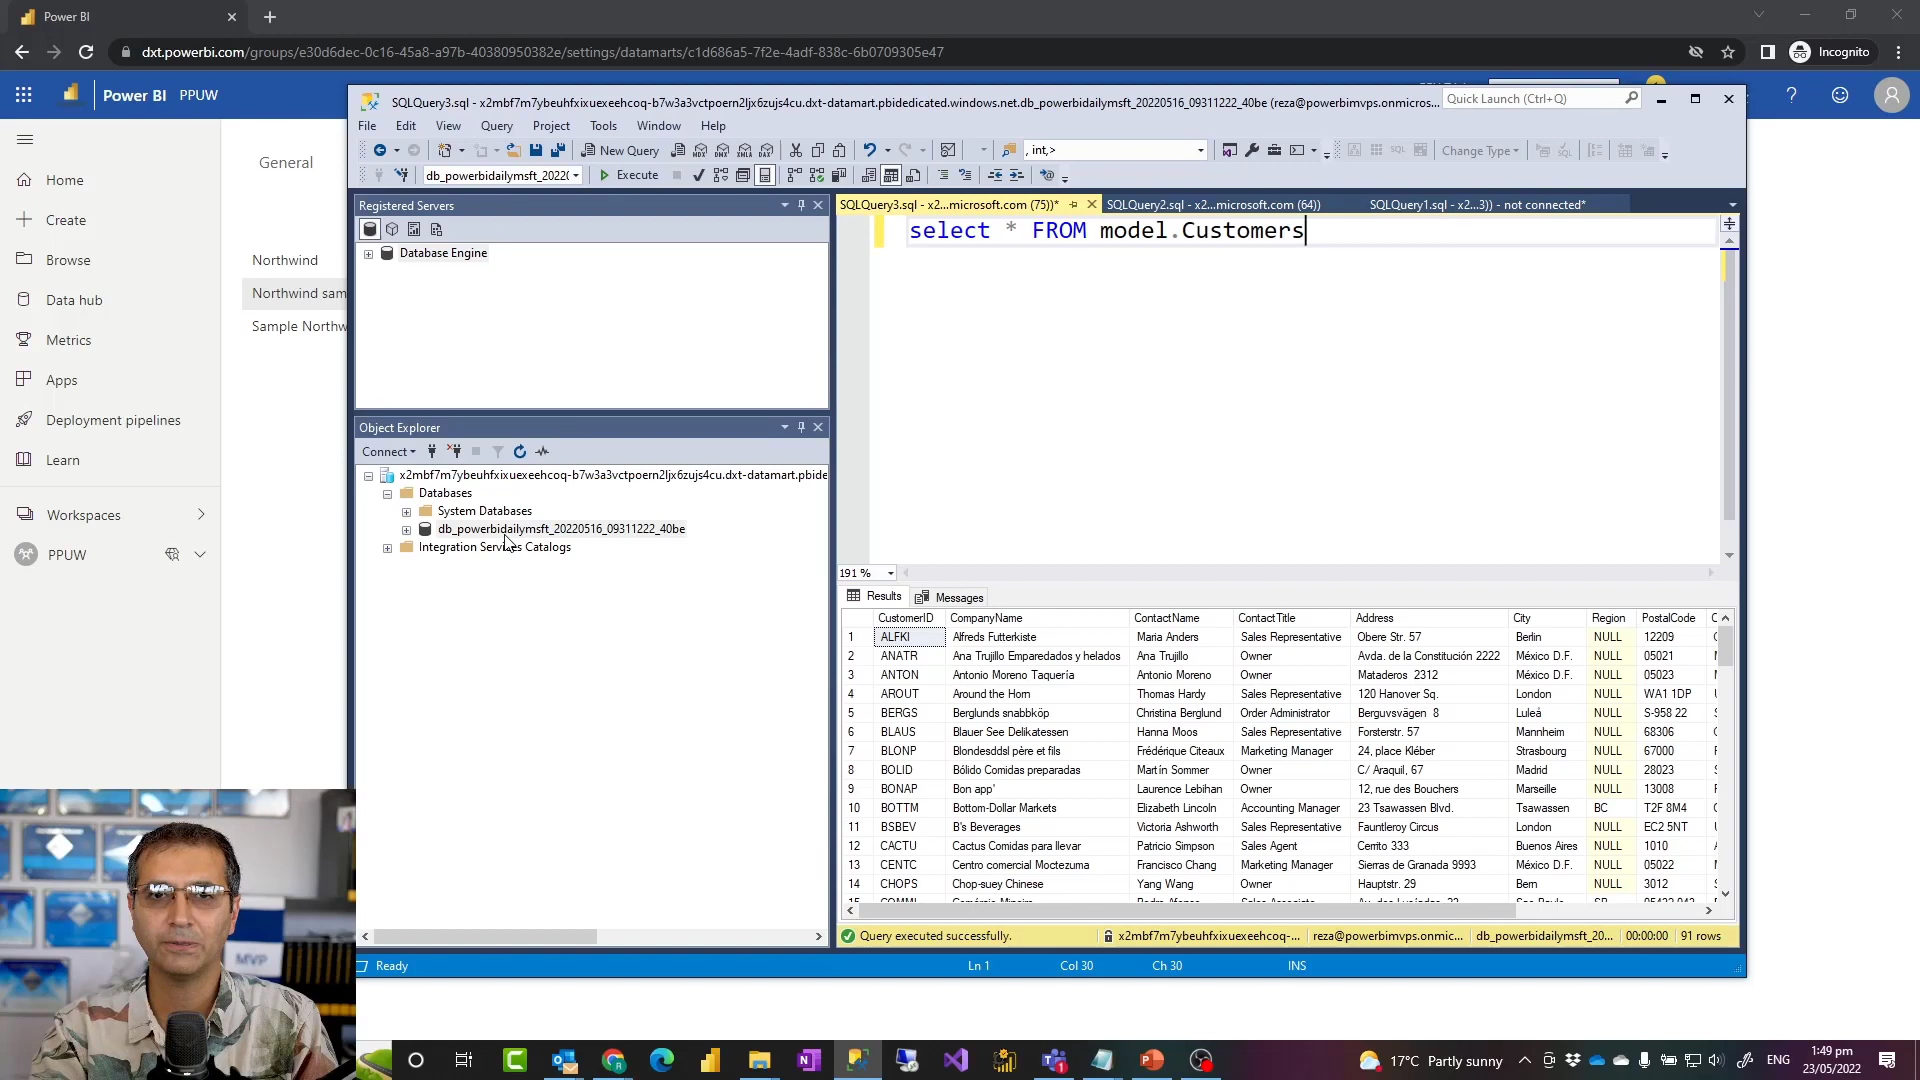 Power BI
dxt.powerbi.com/groups/e30d6dec-0c16-45a8-a97b-40380950382e/settings/datamarts/c1d686a5-7f2e-4adf-838c-6b0709305e47
Incognito
Power BI PPUW
Home
Create
Browse
Data hub
Metrics
Apps
Deployment pipelines
Learn
Workspaces
PPUW
General
Northwind
Northwind sam
Sample Northw
SQLQuery3.sql - x2mbf7m7ybeuhfxixuexeehcoq-b7w3a3vctpoern2ljx6zujs4cu.dxt-datamart.pbidedicated.windows.net.db_powerbidailymsft_20220516_09311222_40be (reza@powerbimvps.onmicros...
Quick Launch (Ctrl+Q)
File Edit View Query Project Tools Window Help
New Query MDX DMX XMLA DAX , int,> Change Type
db_powerbidailymsft_2022( Execute
Registered Servers
Database Engine
Object Explorer
Connect
x2mbf7m7ybeuhfxixuexeehcoq-b7w3a3vctpoern2ljx6zujs4cu.dxt-datamart.pbide
Databases
System Databases
db_powerbidailymsft_20220516_09311222_40be
Integration Services Catalogs
SQLQuery3.sql - x2...microsoft.com (75))* SQLQuery2.sql - x2...microsoft.com (64)) SQLQuery1.sql - x2...3)) - not connected*
select * FROM model.Customers
191 %
Results Messages
CustomerID CompanyName ContactName ContactTitle Address City Region PostalCode C
1 ALFKI Alfreds Futterkiste Maria Anders Sales Representative Obere Str. 57 Berlin NULL 12209
2 ANATR Ana Trujillo Emparedados y helados Ana Trujillo Owner Avda. de la Constitución 2222 México D.F. NULL 05021
3 ANTON Antonio Moreno Taquería Antonio Moreno Owner Mataderos 2312 México D.F. NULL 05023
4 AROUT Around the Horn Thomas Hardy Sales Representative 120 Hanover Sq. London NULL WA1 1DP
5 BERGS Berglunds snabbköp Christina Berglund Order Administrator Berguvsvägen 8 Luleå NULL S-958 22
6 BLAUS Blauer See Delikatessen Hanna Moos Sales Representative Forsterstr. 57 Mannheim NULL 68306
7 BLONP Blondesddsl père et fils Frédérique Citeaux Marketing Manager 24, place Kléber Strasbourg NULL 67000
8 BOLID Bólido Comidas preparadas Martín Sommer Owner C/ Araquil, 67 Madrid NULL 28023
9 BONAP Bon app' Laurence Lebihan Owner 12, rue des Bouchers Marseille NULL 13008
10 BOTTM Bottom-Dollar Markets Elizabeth Lincoln Accounting Manager 23 Tsawassen Blvd. Tsawassen BC T2F 8M4
11 BSBEV B's Beverages Victoria Ashworth Sales Representative Fauntleroy Circus London NULL EC2 5NT
12 CACTU Cactus Comidas para llevar Patricio Simpson Sales Agent Cerrito 333 Buenos Aires NULL 1010
13 CENTC Centro comercial Moctezuma Francisco Chang Marketing Manager Sierras de Granada 9993 México D.F. NULL 05022
14 CHOPS Chop-suey Chinese Yang Wang Owner Hauptstr. 29 Bern NULL 3012
Query executed successfully. x2mbf7m7ybeuhfxixuexeehcoq-... reza@powerbimvps.onmic... db_powerbidailymsft_20... 00:00:00 91 rows
Ready Ln 1 Col 30 Ch 30 INS
MVP
17°C Partly sunny ENG 1:49 pm
23/05/2022